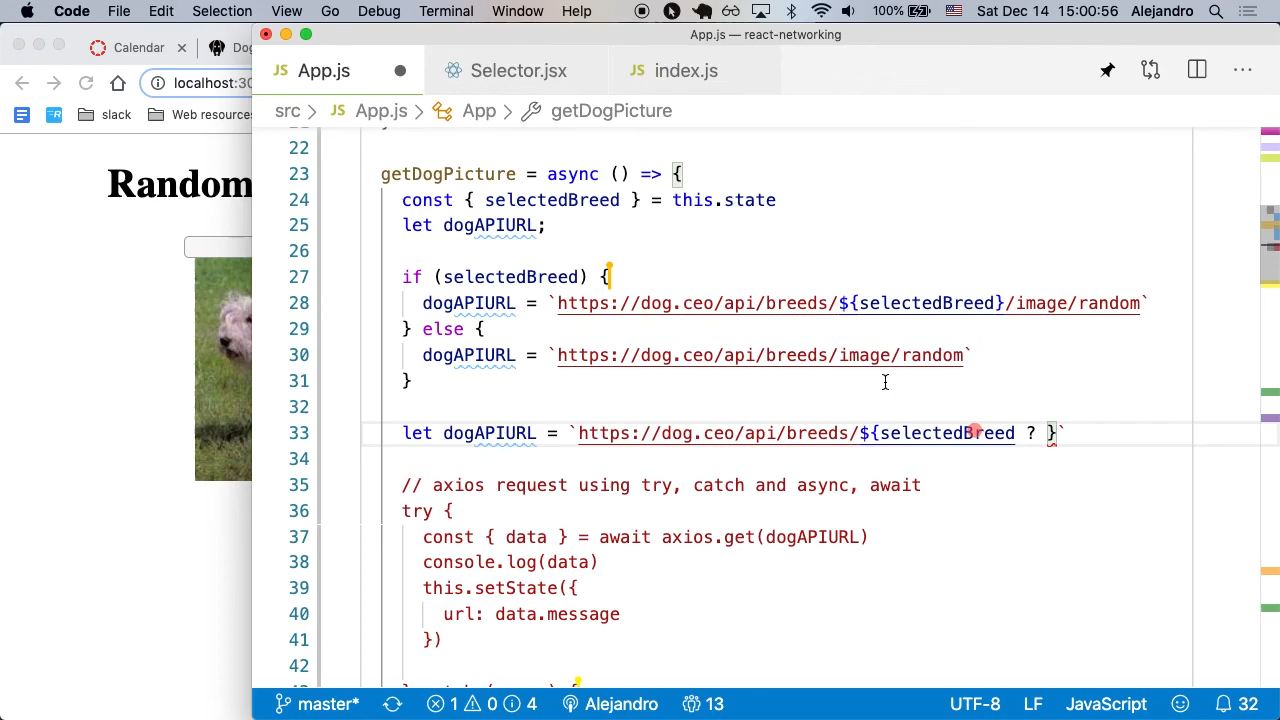 Code File Edit Selection View Go Debug Terminal Window Help 100% Sat Dec 14 15:00:56 Alejandro
App.js — react-networking
Calendar
App.js
Selector.jsx
index.js
localhost:30
src > App.js > App > getDogPicture
slack
Web resource
Random
22
23 getDogPicture = async () => {
24 const { selectedBreed } = this.state
25 let dogAPIURL;
26
27 if (selectedBreed) {
28 dogAPIURL = `https://dog.ceo/api/breeds/${selectedBreed}/image/random`
29 } else {
30 dogAPIURL = `https://dog.ceo/api/breeds/image/random`
31 }
32
33 let dogAPIURL = `https://dog.ceo/api/breeds/${selectedBreed ? }`
34
35 // axios request using try, catch and async, await
36 try {
37 const { data } = await axios.get(dogAPIURL)
38 console.log(data)
39 this.setState({
40 url: data.message
41 })
42
master* 1 0 4 Alejandro 13 UTF-8 LF JavaScript 32